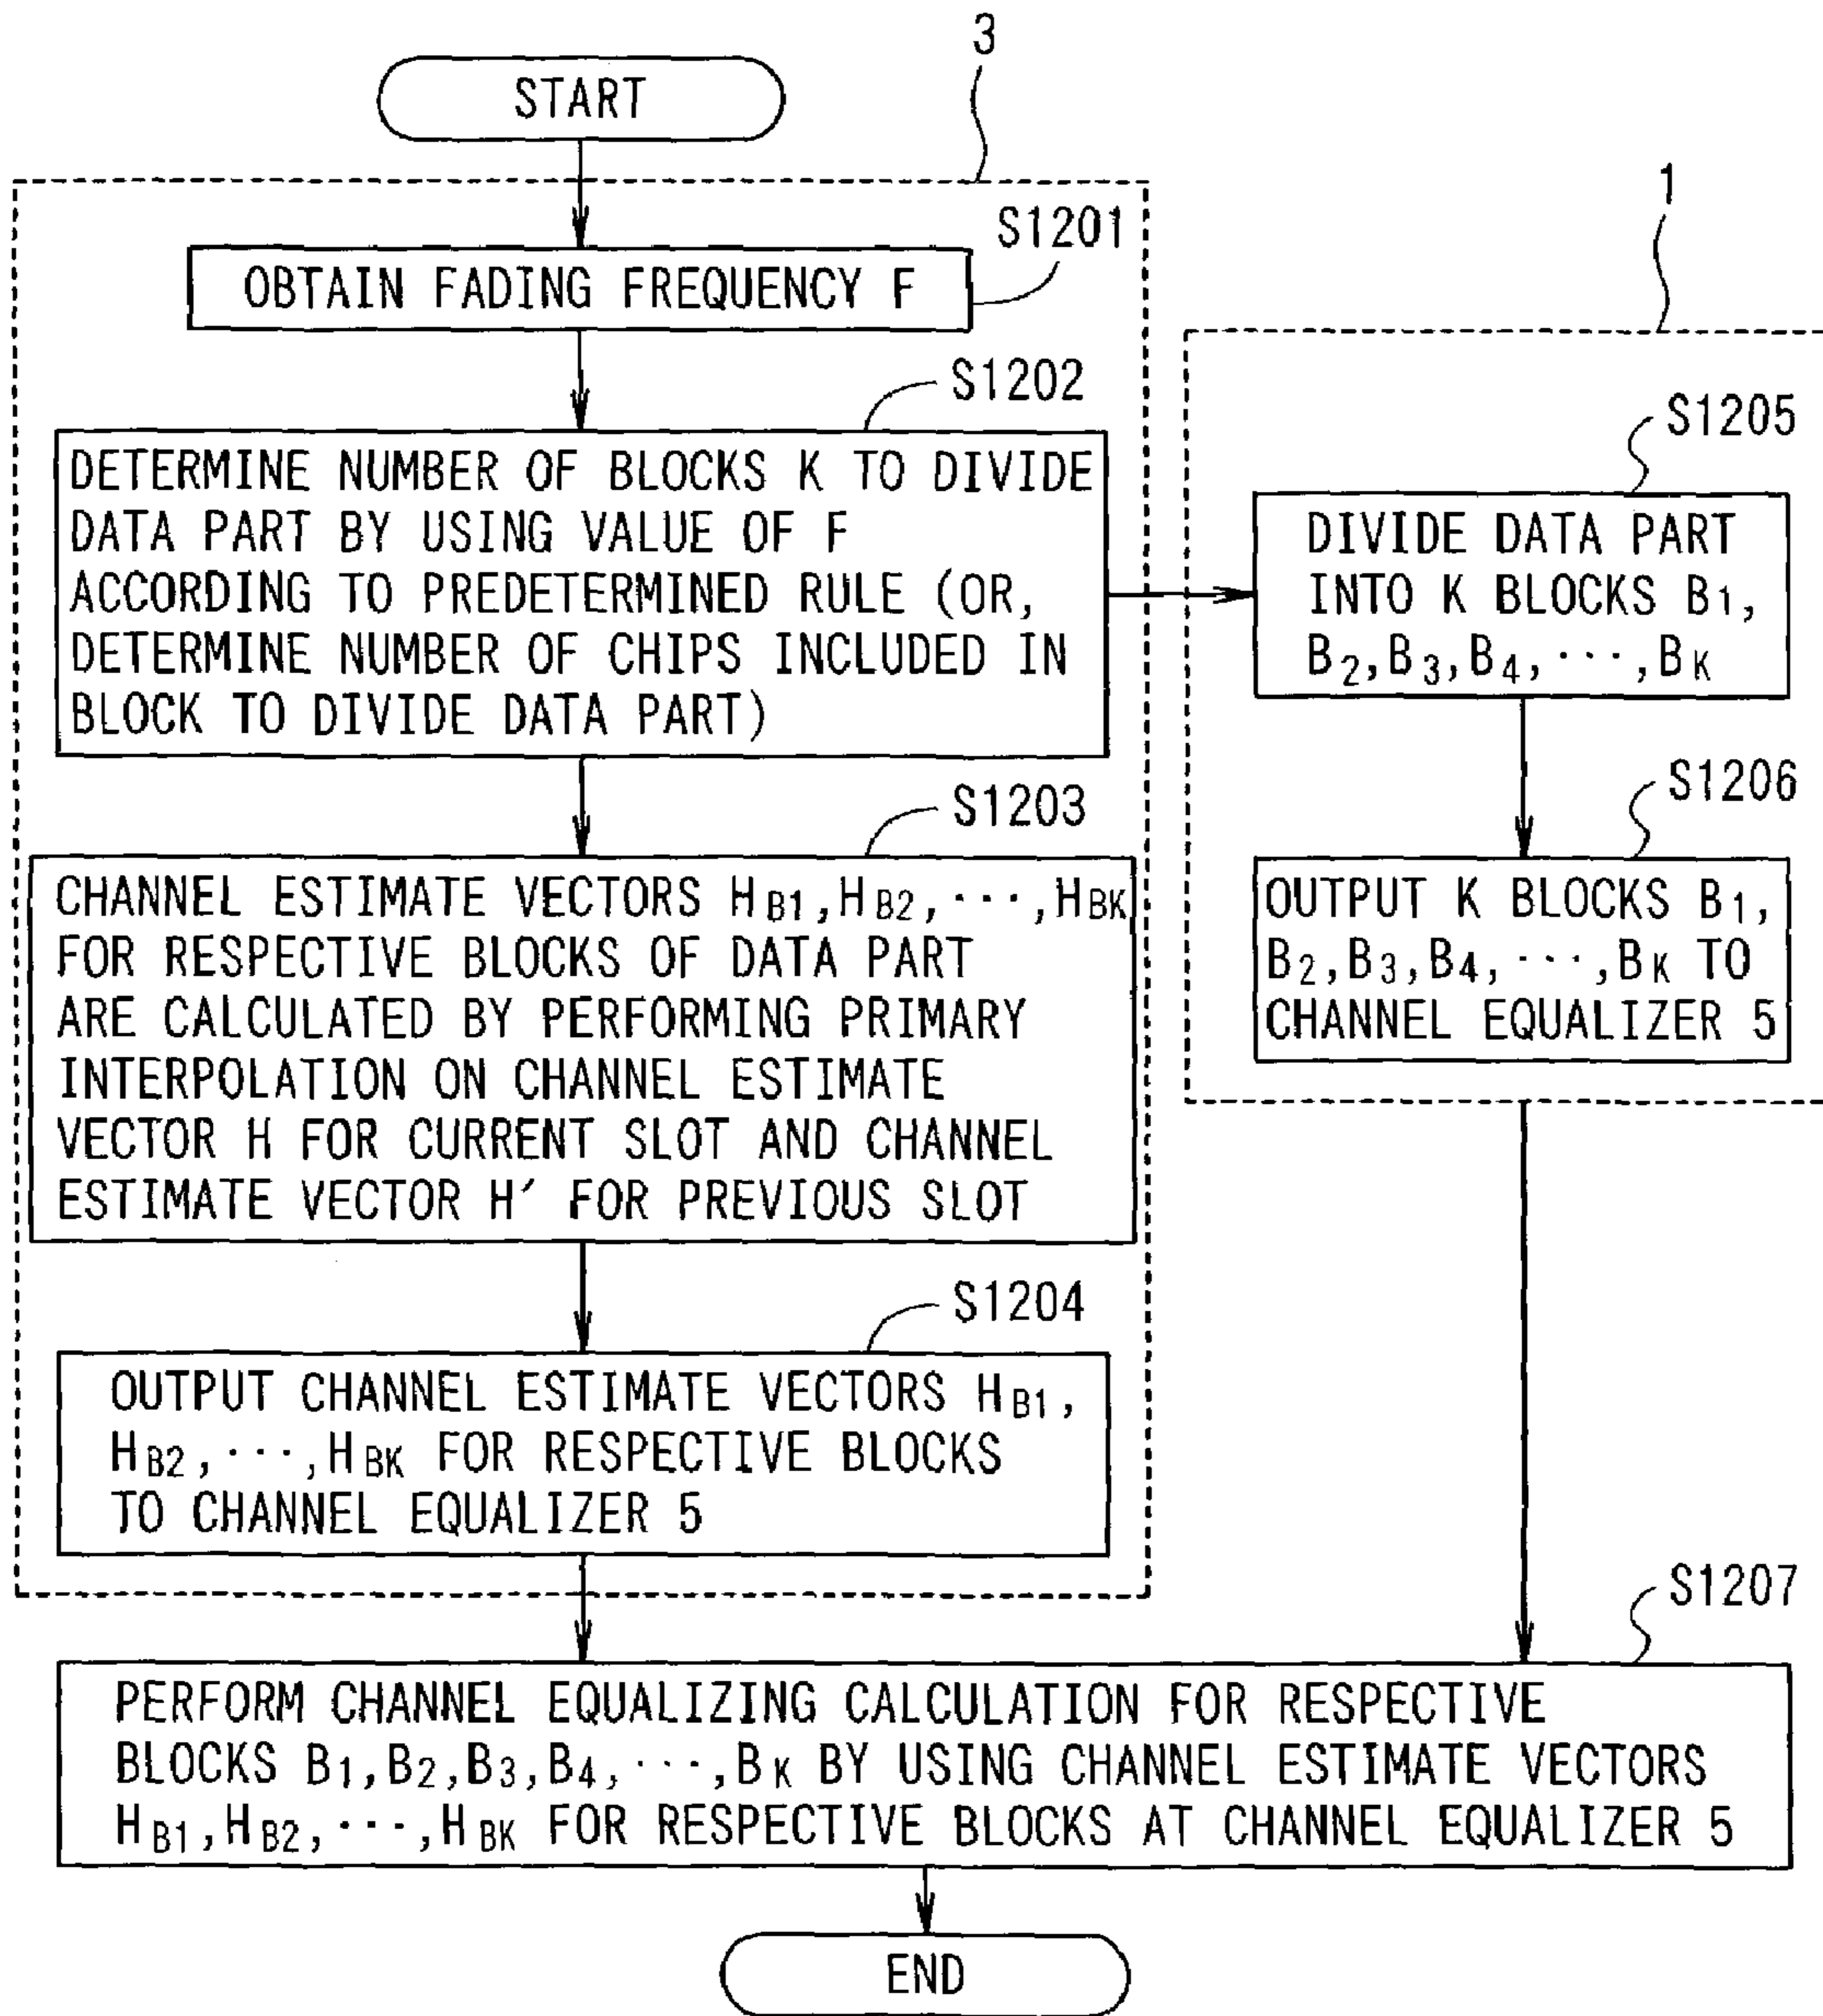 START
3
S1201
OBTAIN FADING FREQUENCY F
S1202
DETERMINE NUMBER OF BLOCKS K TO DIVIDE
DATA PART BY USING VALUE OF F
ACCORDING TO PREDETERMINED RULE (OR,
DETERMINE NUMBER OF CHIPS INCLUDED IN
BLOCK TO DIVIDE DATA PART)
S1203
CHANNEL ESTIMATE VECTORS HB1,HB2,···,HBK
FOR RESPECTIVE BLOCKS OF DATA PART
ARE CALCULATED BY PERFORMING PRIMARY
INTERPOLATION ON CHANNEL ESTIMATE
VECTOR H FOR CURRENT SLOT AND CHANNEL
ESTIMATE VECTOR H′ FOR PREVIOUS SLOT
S1204
OUTPUT CHANNEL ESTIMATE VECTORS HB1,
HB2,···,HBK FOR RESPECTIVE BLOCKS
TO CHANNEL EQUALIZER 5
1
S1205
DIVIDE DATA PART
INTO K BLOCKS B1,
B2,B3,B4,···,BK
S1206
OUTPUT K BLOCKS B1,
B2,B3,B4,···,BK TO
CHANNEL EQUALIZER 5
S1207
PERFORM CHANNEL EQUALIZING CALCULATION FOR RESPECTIVE
BLOCKS B1,B2,B3,B4,···,BK BY USING CHANNEL ESTIMATE VECTORS
HB1,HB2,···,HBK FOR RESPECTIVE BLOCKS AT CHANNEL EQUALIZER 5
END